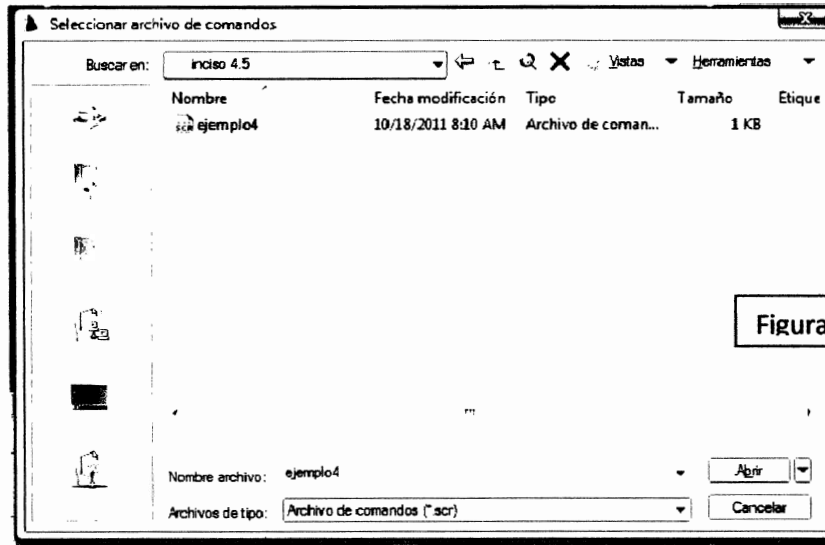 Seleccionar archivo de comandos
Buscar en: inciso 4.5 Vistas Herramientas
Nombre Fecha modificación Tipo Tamaño Etique
ejemplo4 10/18/2011 8:10 AM Archivo de coman... 1 KB
Figura
Nombre archivo: ejemplo4 Abrir
Archivos de tipo: Archivo de comandos (*.scr) Cancelar